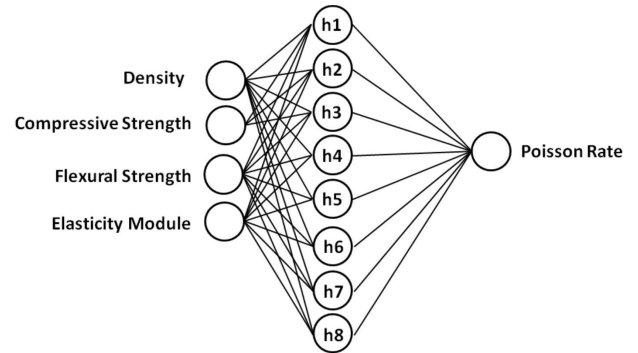 Density
Compressive Strength
Flexural Strength
Elasticity Module
h1
h2
h3
h4
h5
h6
h7
h8
Poisson Rate